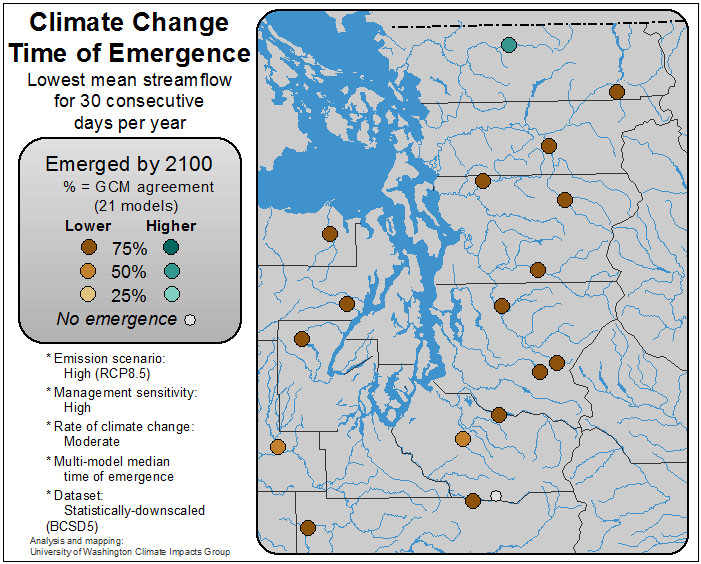 Climate Change
Time of Emergence
Lowest mean streamflow
for 30 consecutive
days per year
Emerged by 2100
% = GCM agreement
(21 models)
Lower Higher
75%
50%
25%
No emergence
* Emission scenario:
High (RCP8.5)
* Management sensitivity:
High
* Rate of climate change:
Moderate
* Multi-model median
time of emergence
* Dataset:
Statistically-downscaled
(BCSD5)
Analysis and mapping:
University of Washington Climate Impacts Group